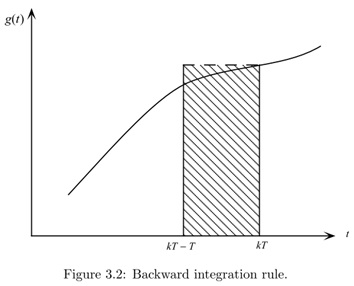 g(t)
t
kT − T
kT
Figure 3.2: Backward integration rule.